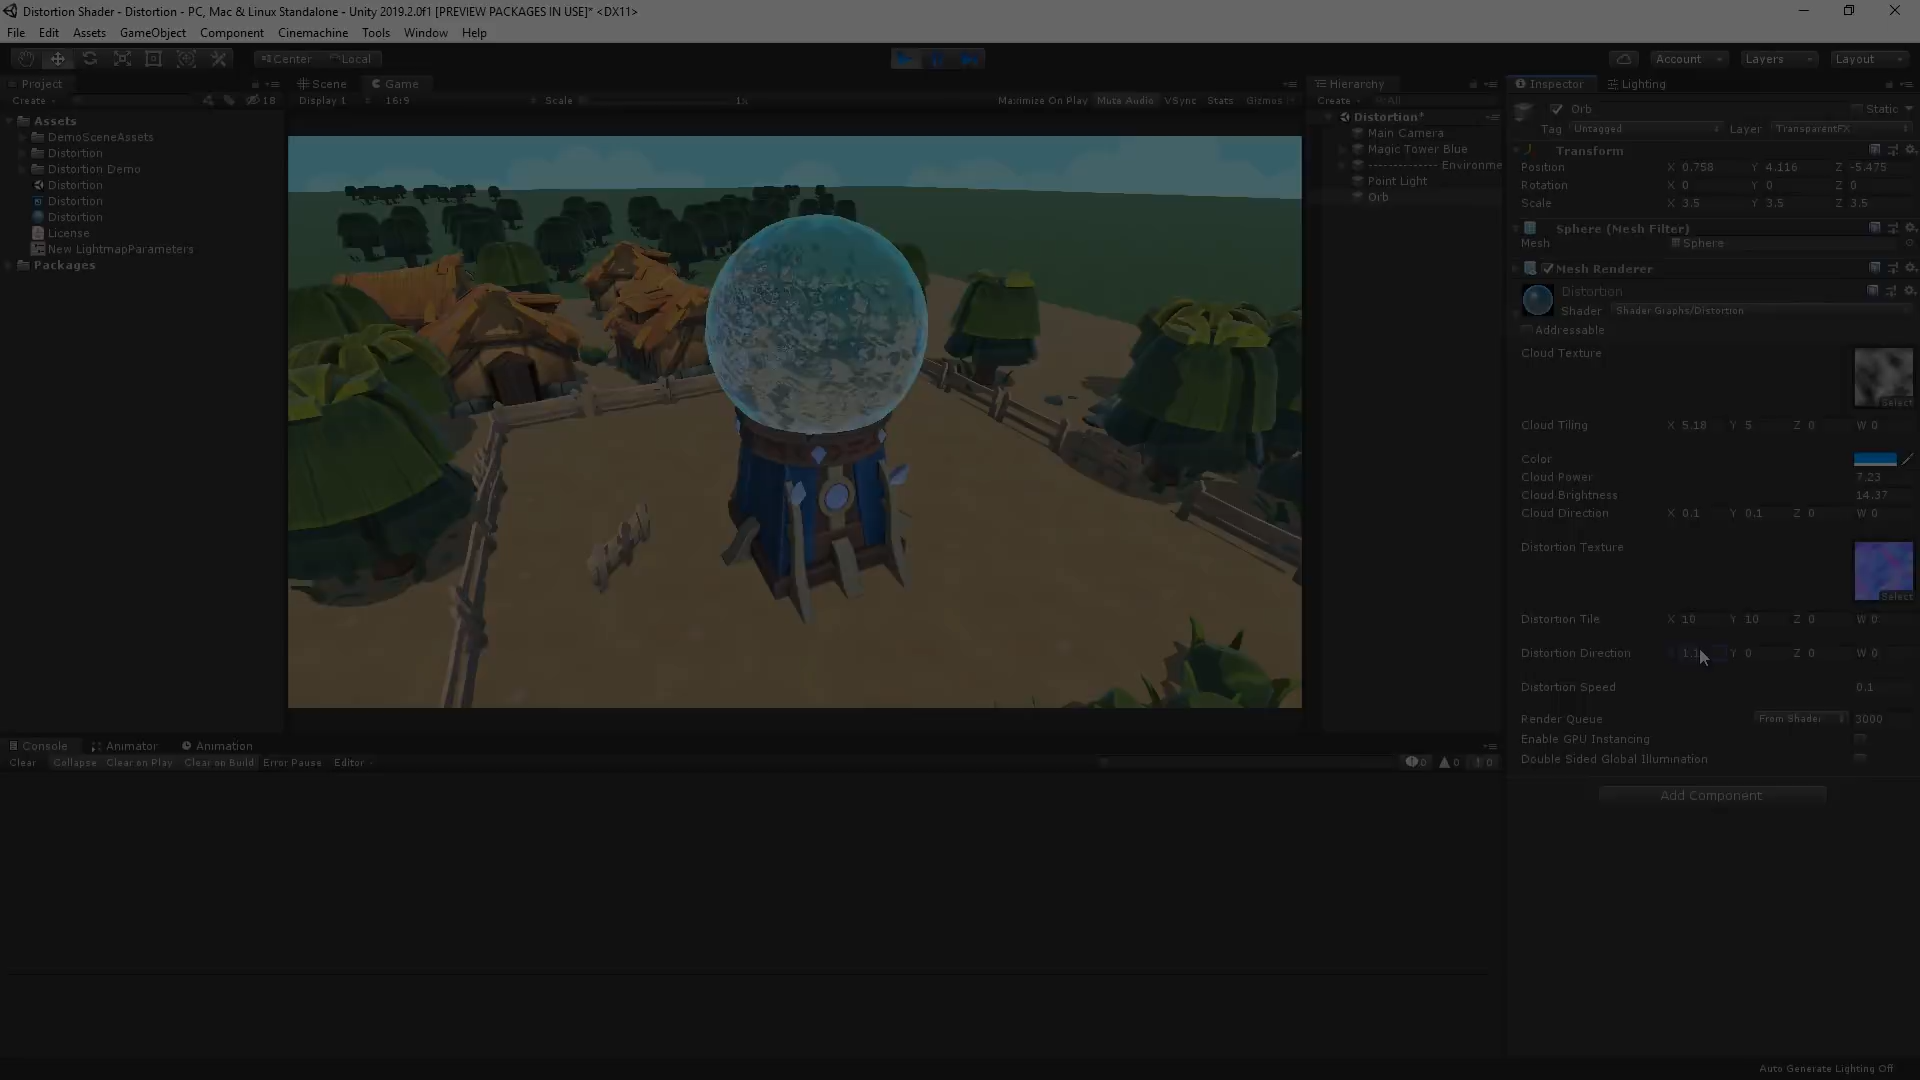 Distortion Shader - Distortion - PC, Mac & Linux Standalone - Unity 2019.2.0f1 [PREVIEW PACKAGES IN USE]* <DX11>
File Edit Assets GameObject Component Cinemachine Tools Window Help
Center Local Account Layers Layout
Project
Create 18
Assets
DemoSceneAssets
Distortion
Distortion Demo
Distortion
Distortion
Distortion
License
New LightmapParameters
Packages
Scene Game
Display 1 16:9 Scale 1x Maximize On Play Mute Audio VSync Stats Gizmos
Hierarchy
Create All
Distortion*
Main Camera
Magic Tower Blue
-------------- Environme
Point Light
Orb
Inspector Lighting
Orb Static
Tag Untagged Layer TransparentFX
Transform
Position X 0.758 Y 4.116 Z -5.475
Rotation X 0 Y 0 Z 0
Scale X 3.5 Y 3.5 Z 3.5
Sphere (Mesh Filter)
Mesh Sphere
Mesh Renderer
Distortion
Shader Shader Graphs/Distortion
Addressable
Cloud Texture
Select
Cloud Tiling X 5.18 Y 5 Z 0 W 0
Color
Cloud Power 7.23
Cloud Brightness 14.37
Cloud Direction X 0.1 Y 0.1 Z 0 W 0
Distortion Texture
Select
Distortion Tile X 10 Y 10 Z 0 W 0
Distortion Direction Y 0 Z 0 W 0
Distortion Speed 0.1
Render Queue From Shader 3000
Enable GPU Instancing
Double Sided Global Illumination
Add Component
Console Animator Animation
Clear Collapse Clear on Play Clear on Build Error Pause Editor 0 0 0
Auto Generate Lighting Off